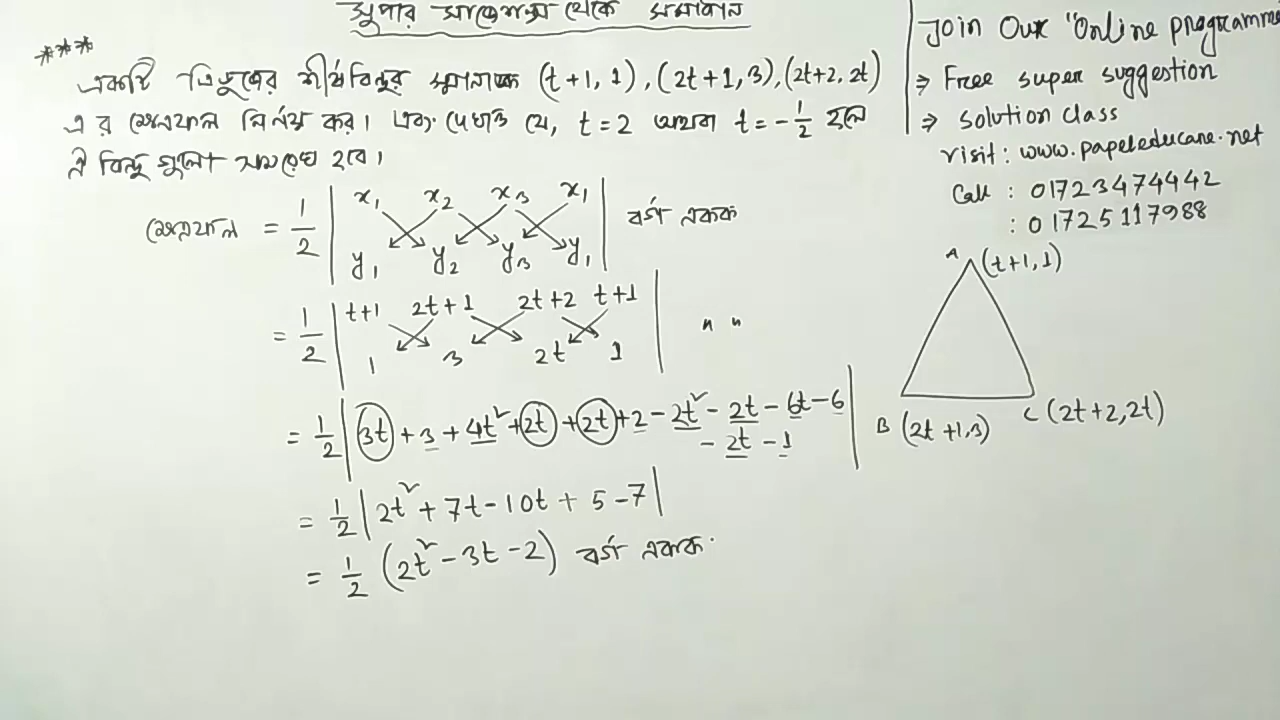 সুপার সাজেশন্স থেকে সমাধান
*** একটি ত্রিভুজের শীর্ষবিন্দুর স্থানাঙ্ক (t+1, 1), (2t+1, 3), (2t+2, 2t)
এর ক্ষেত্রফল নির্ণয় কর। এবং দেখাও যে, t = 2 অথবা t = -1/2 হলে
ঐ বিন্দু গুলো সমরেখ হবে।
ক্ষেত্রফল = 1/2 | x₁ x₂ x₃ x₁ | বর্গ একক
y₁ y₂ y₃ y₁
= 1/2 | t+1 2t+1 2t+2 t+1 | " "
1 3 2t 1
= 1/2 | 3t + 3 + 4t² + 2t + 2t + 2 - 2t² - 2t - 6t - 6
- 2t - 1 |
= 1/2 | 2t² + 7t - 10t + 5 - 7 |
= 1/2 (2t² - 3t - 2) বর্গ একক.
Join Our "Online programme
⇒ Free super suggestion
⇒ Solution class
visit: www.papeleducare.net
Call : 01723474442
: 01725117988
A (t+1, 1)
B (2t+1, 3)
C (2t+2, 2t)